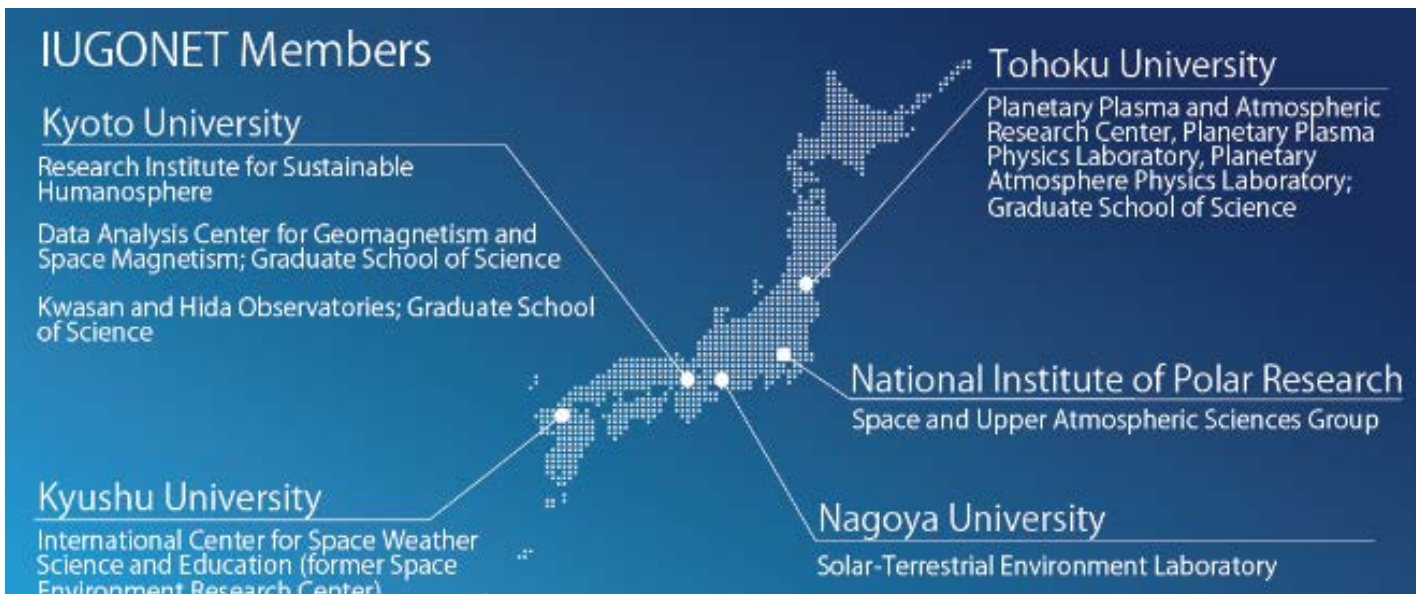 IUGONET Members
Kyoto University
Research Institute for Sustainable
Humanosphere
Data Analysis Center for Geomagnetism and
Space Magnetism; Graduate School of Science
Kwasan and Hida Observatories; Graduate School
of Science
Kyushu University
International Center for Space Weather
Science and Education (former Space
Environment Research Center)
Tohoku University
Planetary Plasma and Atmospheric
Research Center, Planetary Plasma
Physics Laboratory, Planetary
Atmosphere Physics Laboratory;
Graduate School of Science
National Institute of Polar Research
Space and Upper Atmospheric Sciences Group
Nagoya University
Solar-Terrestrial Environment Laboratory